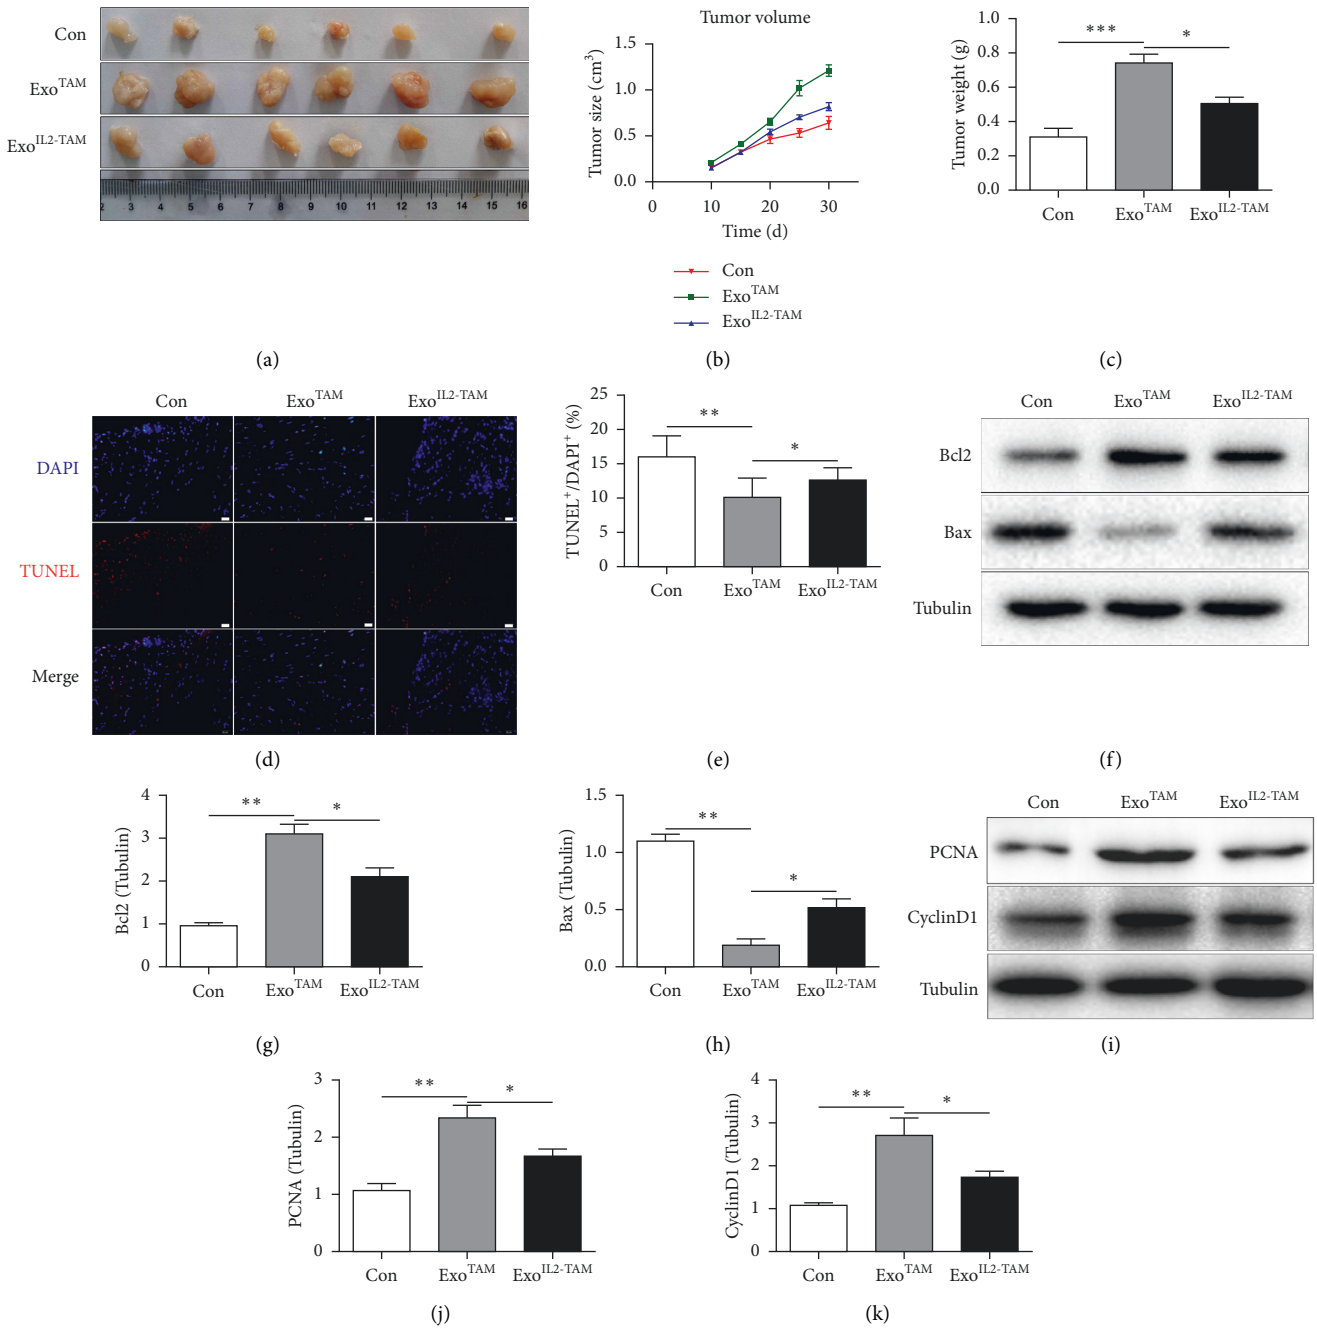 Con
Exo^TAM
Exo^IL2-TAM
2 3 4 5 6 7 8 9 10 11 12 13 14 15 16
(a)
Tumor volume
Tumor size (cm³)
1.5
1.0
0.5
0.0
0 10 20 30
Time (d)
Con
Exo^TAM
Exo^IL2-TAM
(b)
Tumor weight (g)
1.0
0.8
0.6
0.4
0.2
0.0
*** *
Con Exo^TAM Exo^IL2-TAM
(c)
Con Exo^TAM Exo^IL2-TAM
DAPI
TUNEL
Merge
(d)
TUNEL⁺/DAPI⁺ (%)
25
20
15
10
5
0
** *
Con Exo^TAM Exo^IL2-TAM
(e)
Con Exo^TAM Exo^IL2-TAM
Bcl2
Bax
Tubulin
(f)
Bcl2 (Tubulin)
4
3
2
1
0
** *
Con Exo^TAM Exo^IL2-TAM
(g)
Bax (Tubulin)
1.5
1.0
0.5
0.0
** *
Con Exo^TAM Exo^IL2-TAM
(h)
Con Exo^TAM Exo^IL2-TAM
PCNA
CyclinD1
Tubulin
(i)
PCNA (Tubulin)
3
2
1
0
** *
Con Exo^TAM Exo^IL2-TAM
(j)
CyclinD1 (Tubulin)
4
3
2
1
0
** *
Con Exo^TAM Exo^IL2-TAM
(k)